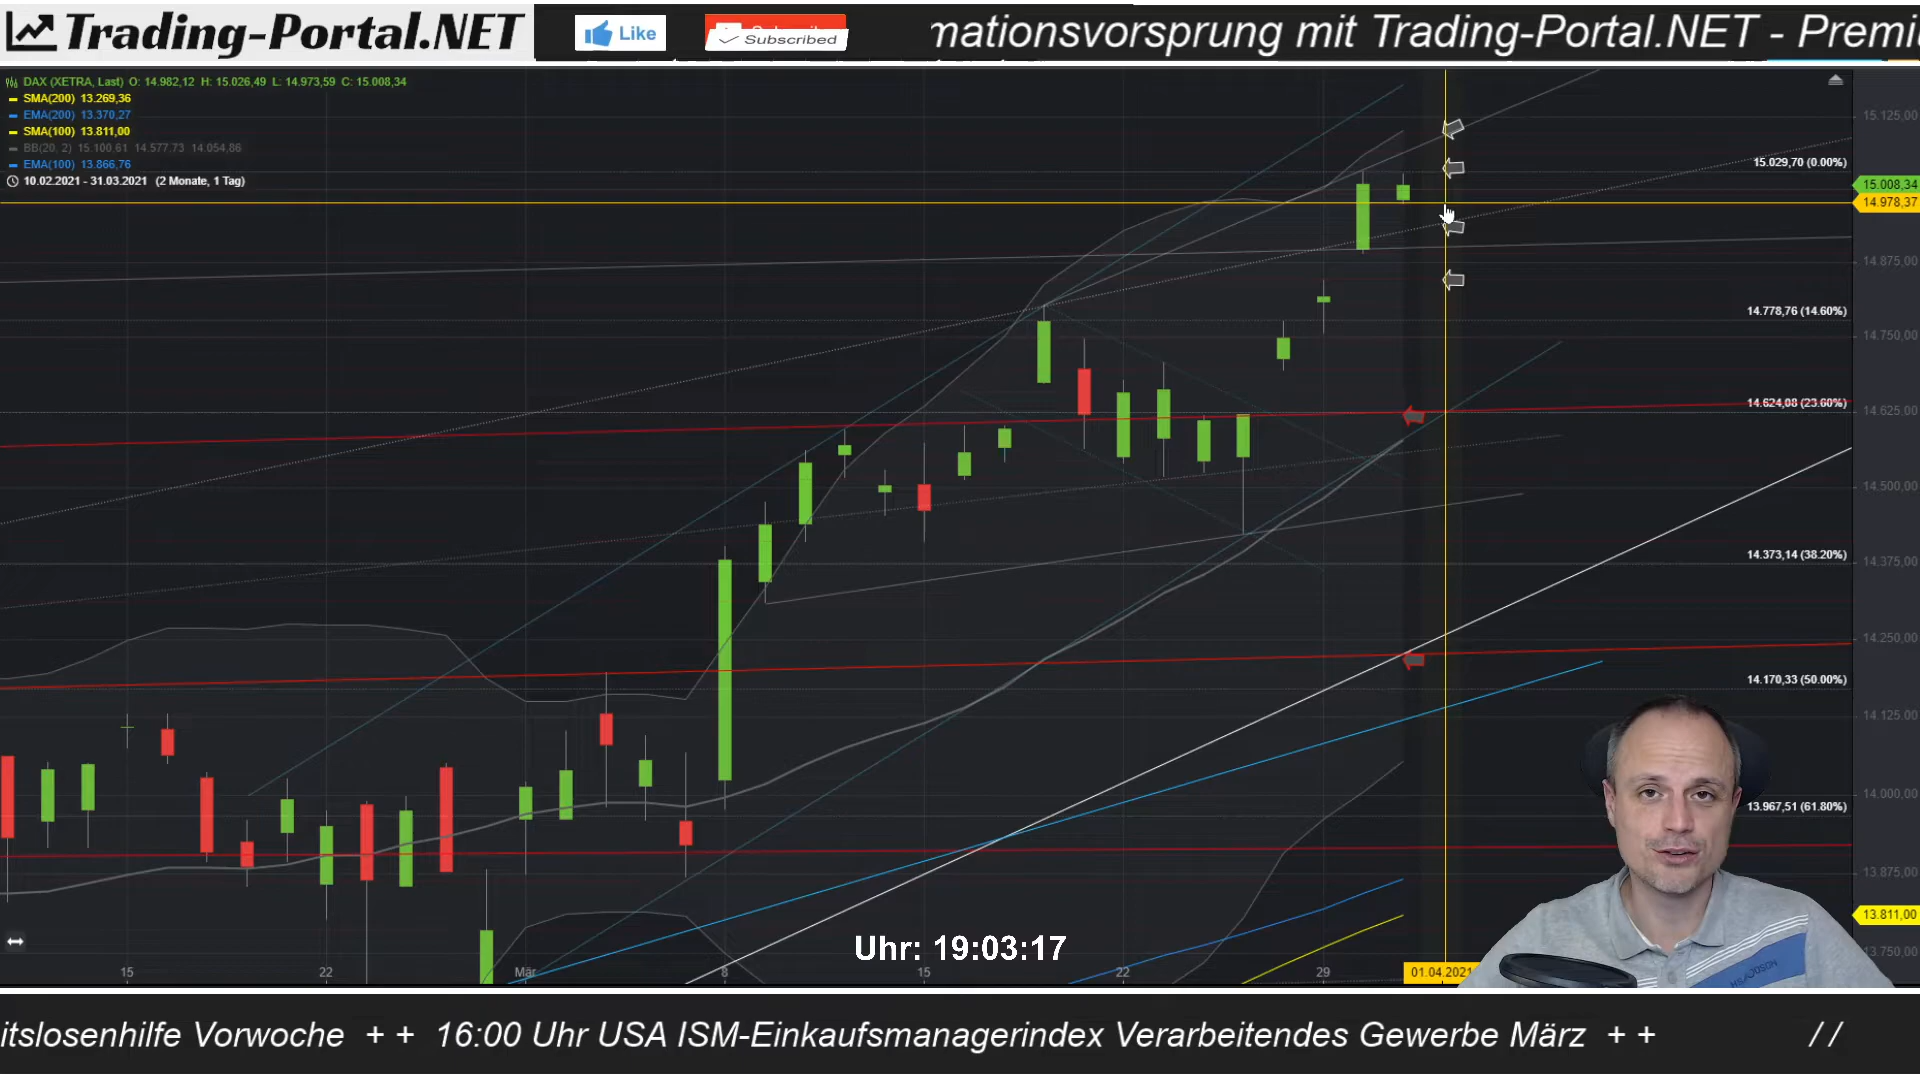 Trading-Portal.NET
Like
Subscribed
mationsvorsprung mit Trading-Portal.NET - Premi
DAX (XETRA, Last) O: 14.982,12 H: 15.026,49 L: 14.973,59 C: 15.008,34
SMA(200) 13.269,36
EMA(200) 13.370,27
SMA(100) 13.811,00
BB(20, 2) 15.100,61 14.577,73 14.054,86
EMA(100) 13.866,76
10.02.2021 - 31.03.2021 (2 Monate, 1 Tag)
15.125,00
15.029,70 (0.00%)
15.008,34
14.978,37
14.875,00
14.778,76 (14.60%)
14.750,00
14.624,08 (23.60%)
14.625,00
14.500,00
14.373,14 (38.20%)
14.375,00
14.250,00
14.170,33 (50.00%)
14.125,00
14.000,00
13.967,51 (61.80%)
13.875,00
13.811,00
13.750,00
Uhr: 19:03:17
15 22 Mär 8 15 22 29 01.04.2021
itslosenhilfe Vorwoche + + 16:00 Uhr USA ISM-Einkaufsmanagerindex Verarbeitendes Gewerbe März + + //